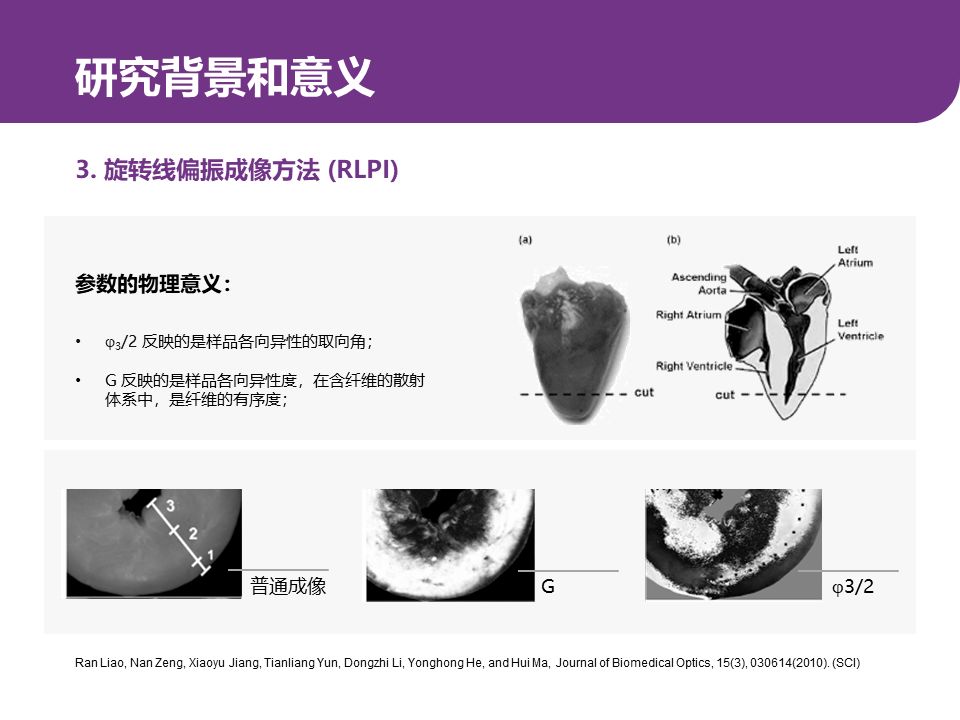 研究背景和意义
3. 旋转线偏振成像方法 (RLPI)
参数的物理意义：
• φ3/2 反映的是样品各向异性的取向角；
• G 反映的是样品各向异性度，在含纤维的散射
体系中，是纤维的有序度；
(a)
cut
(b)
Left
Atrium
Ascending
Aorta
Right Atrium
Left
Ventricle
Right Ventricle
cut
3
2
1
普通成像
G
φ3/2
Ran Liao, Nan Zeng, Xiaoyu Jiang, Tianliang Yun, Dongzhi Li, Yonghong He, and Hui Ma, Journal of Biomedical Optics, 15(3), 030614(2010). (SCI)